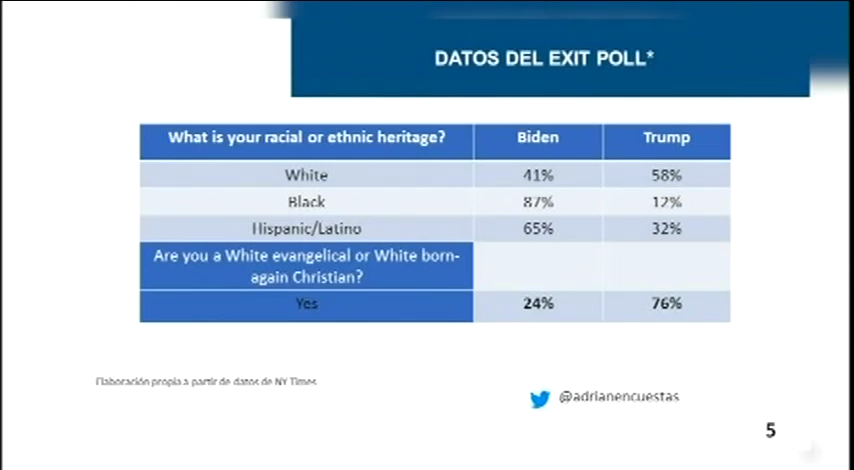 DATOS DEL EXIT POLL*
What is your racial or ethnic heritage? Biden Trump
White 41% 58%
Black 87% 12%
Hispanic/Latino 65% 32%
Are you a White evangelical or White born-
again Christian?
Yes 24% 76%
Elaboración propia a partir de datos de NY Times
@adrianencuestas
5